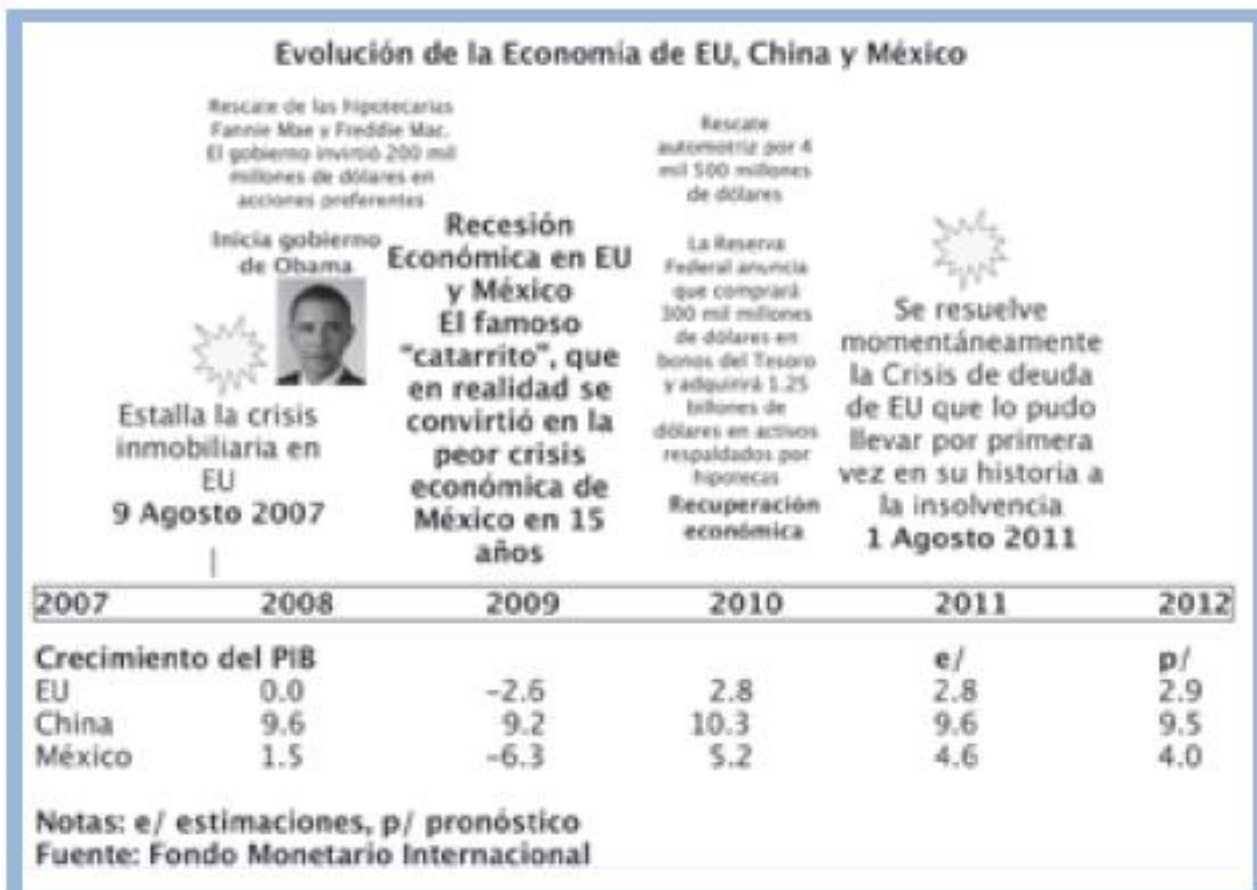 Evolución de la Economía de EU, China y México
Rescate de las hipotecarias
Fannie Mae y Freddie Mac.
El gobierno invirtió 200 mil
millones de dólares en
acciones preferentes
Inicia gobierno
de Obama
Estalla la crisis
inmobiliaria en
EU
9 Agosto 2007
Recesión
Económica en EU
y México
El famoso
"catarrito", que
en realidad se
convirtió en la
peor crisis
económica de
México en 15
años
Rescate
automotriz por 4
mil 500 millones
de dólares
La Reserva
Federal anuncia
que comprará
300 mil millones
de dólares en
bonos del Tesoro
y adquirirá 1.25
billones de
dólares en activos
respaldados por
hipotecas
Recuperación
económica
Se resuelve
momentáneamente
la Crisis de deuda
de EU que lo pudo
llevar por primera
vez en su historia a
la insolvencia
1 Agosto 2011
2007 2008 2009 2010 2011 2012
Crecimiento del PIB e/ p/
EU 0.0 -2.6 2.8 2.8 2.9
China 9.6 9.2 10.3 9.6 9.5
México 1.5 -6.3 5.2 4.6 4.0
Notas: e/ estimaciones, p/ pronóstico
Fuente: Fondo Monetario Internacional